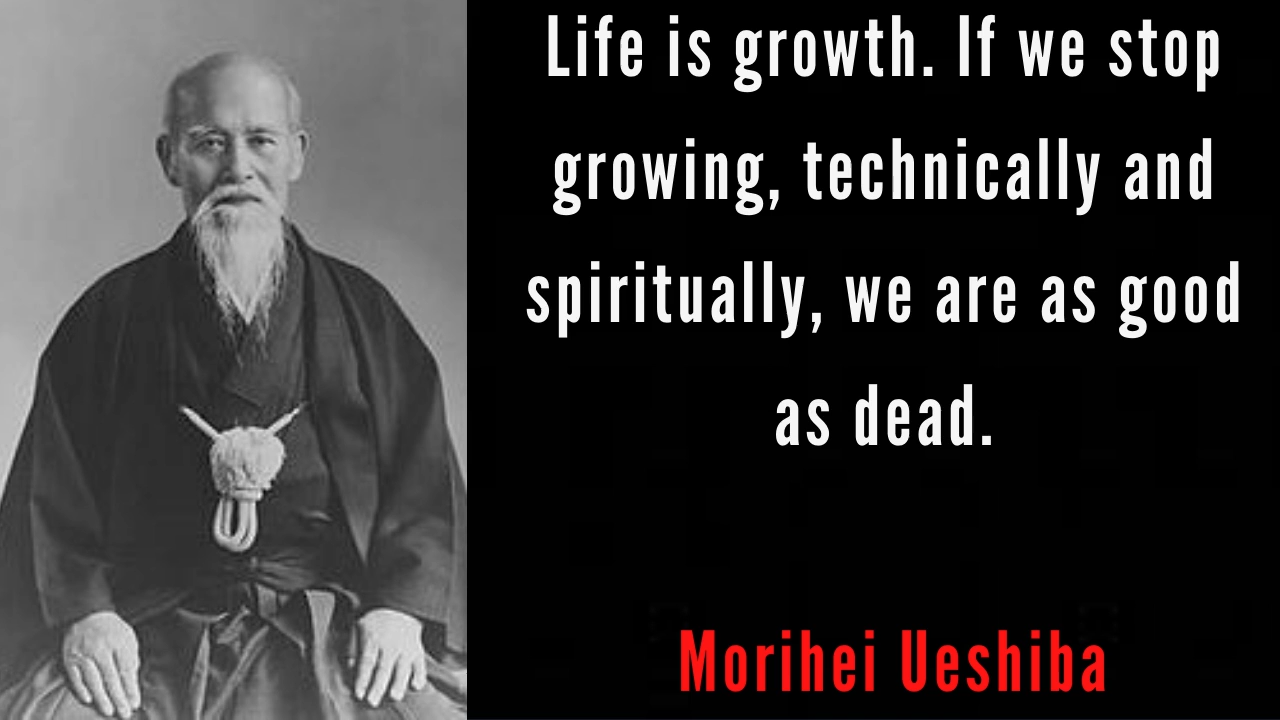 Life is growth. If we stop
growing, technically and
spiritually, we are as good
as dead.
Morihei Ueshiba